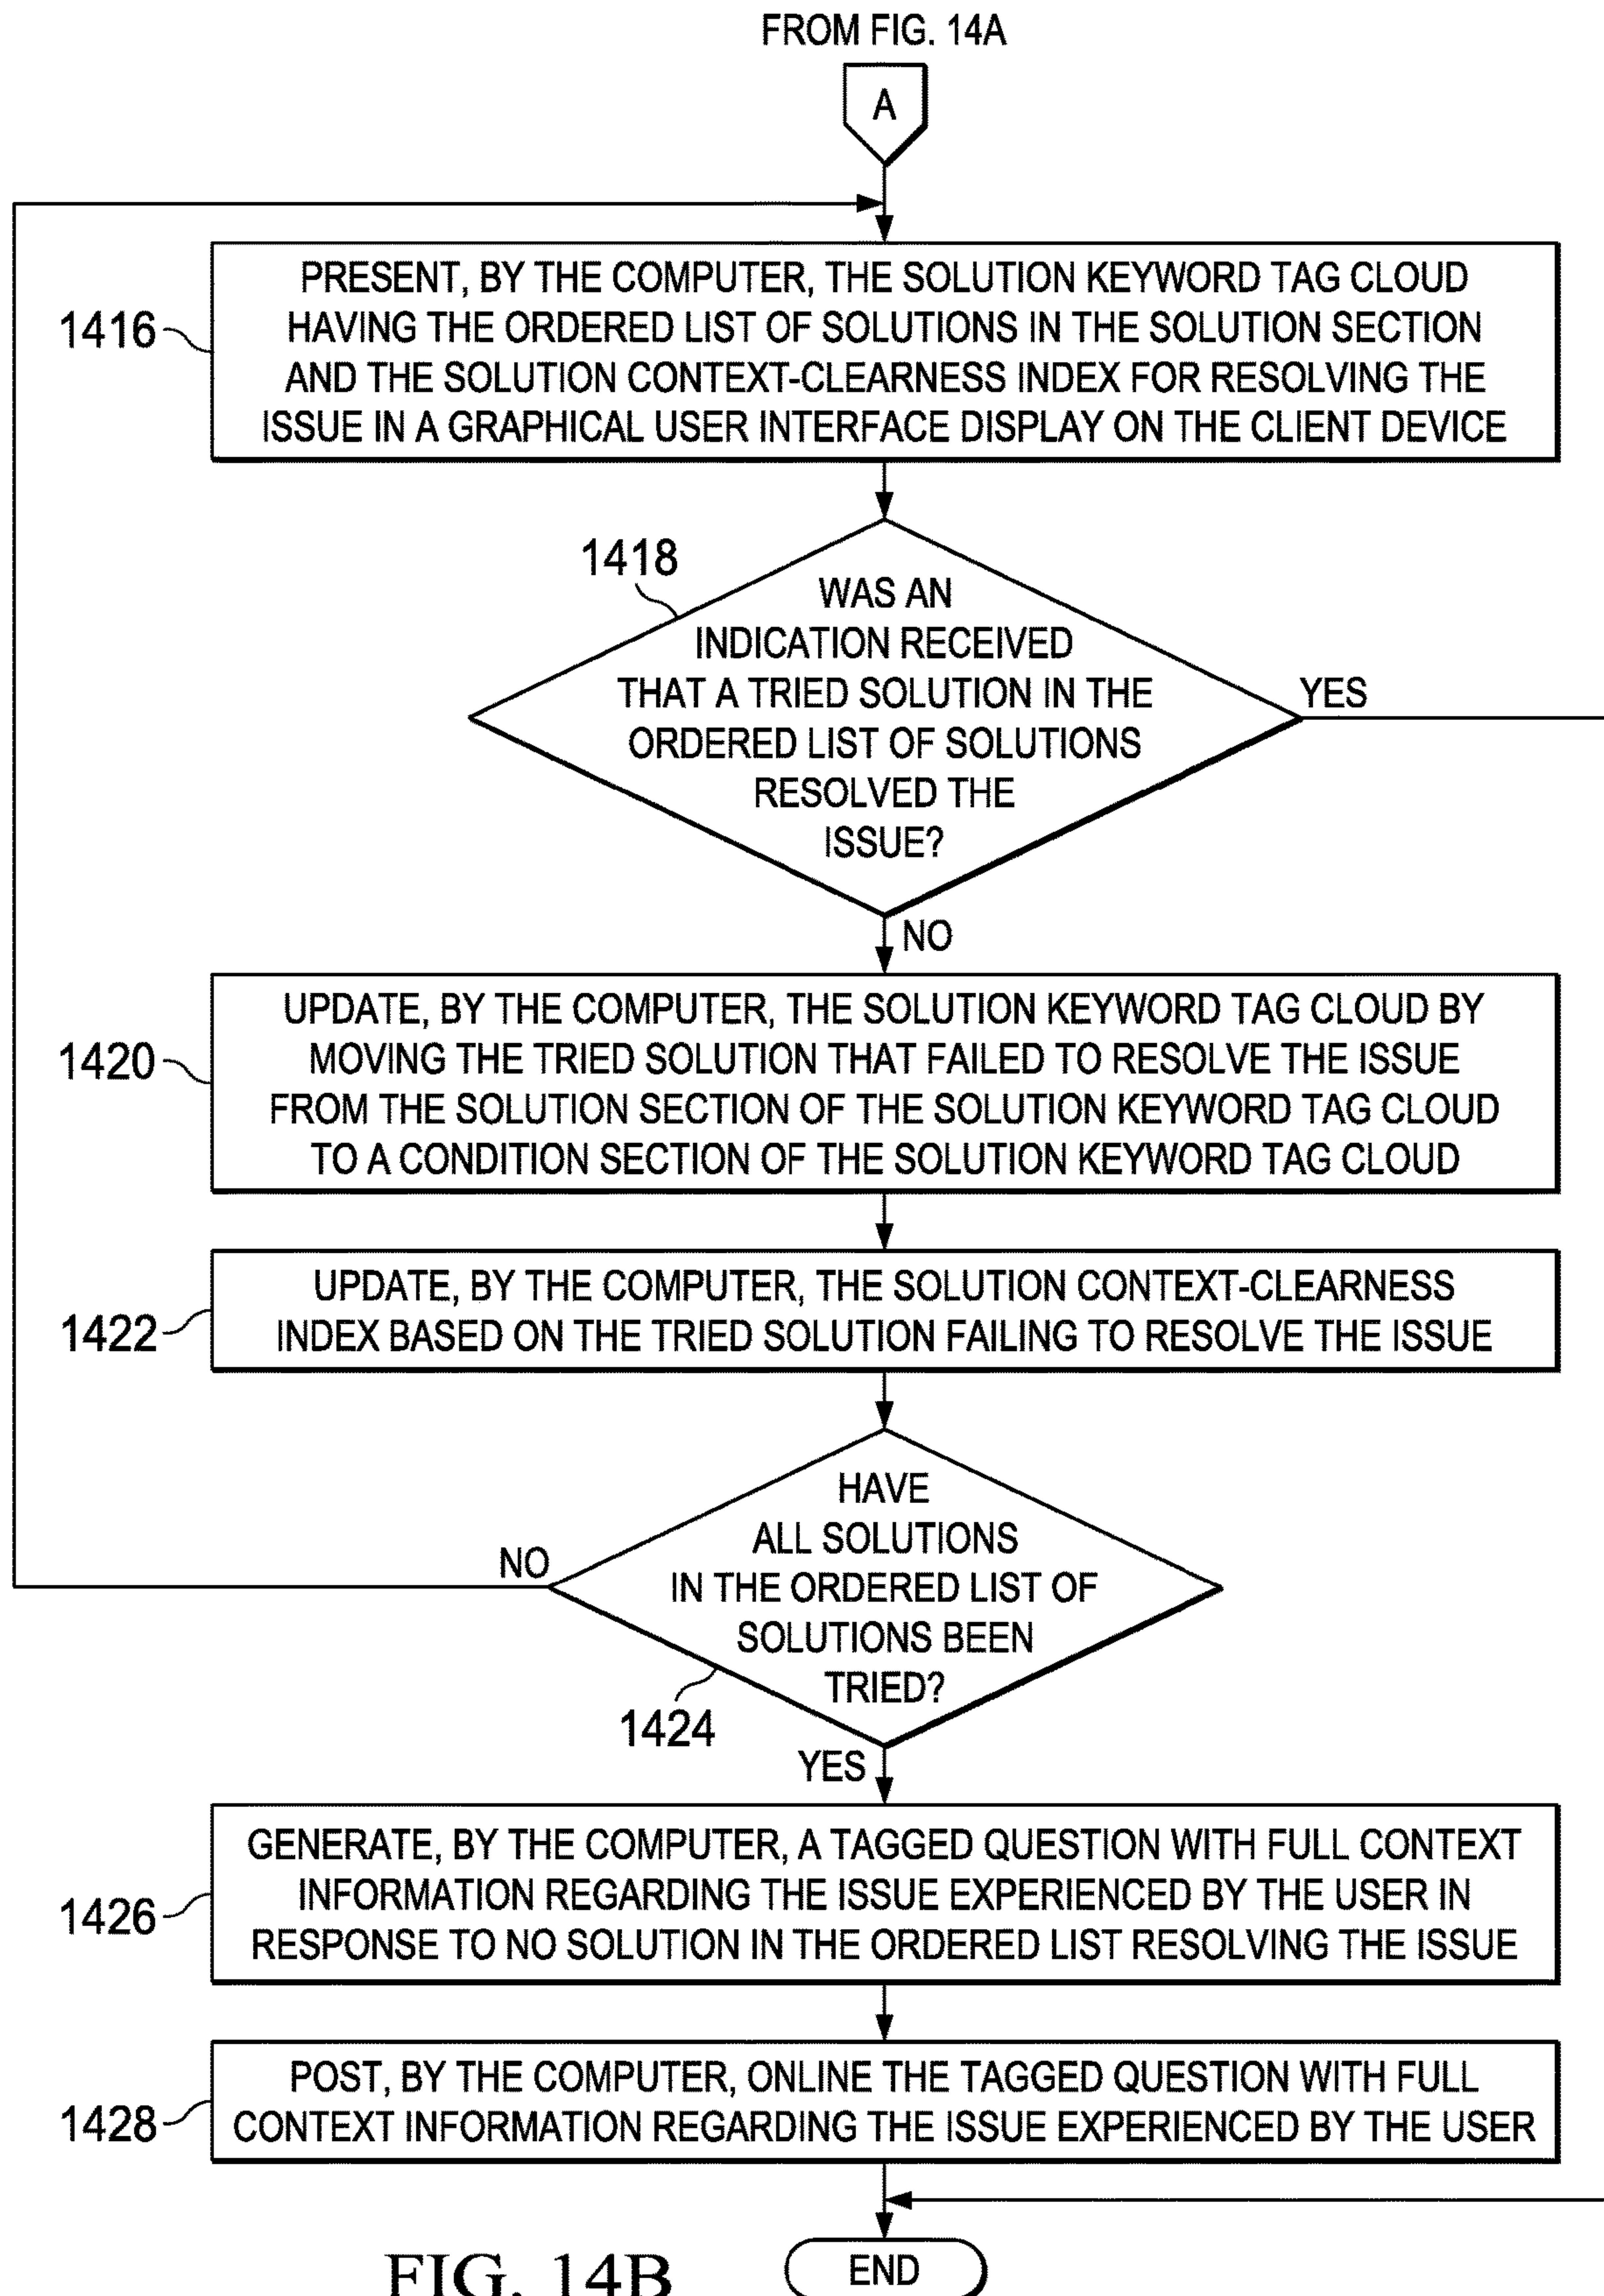 FROM FIG. 14A
A
PRESENT, BY THE COMPUTER, THE SOLUTION KEYWORD TAG CLOUD
HAVING THE ORDERED LIST OF SOLUTIONS IN THE SOLUTION SECTION
AND THE SOLUTION CONTEXT-CLEARNESS INDEX FOR RESOLVING THE
ISSUE IN A GRAPHICAL USER INTERFACE DISPLAY ON THE CLIENT DEVICE
1416
1418
WAS AN
INDICATION RECEIVED
THAT A TRIED SOLUTION IN THE
ORDERED LIST OF SOLUTIONS
RESOLVED THE
ISSUE?
YES
NO
UPDATE, BY THE COMPUTER, THE SOLUTION KEYWORD TAG CLOUD BY
MOVING THE TRIED SOLUTION THAT FAILED TO RESOLVE THE ISSUE
FROM THE SOLUTION SECTION OF THE SOLUTION KEYWORD TAG CLOUD
TO A CONDITION SECTION OF THE SOLUTION KEYWORD TAG CLOUD
1420
UPDATE, BY THE COMPUTER, THE SOLUTION CONTEXT-CLEARNESS
INDEX BASED ON THE TRIED SOLUTION FAILING TO RESOLVE THE ISSUE
1422
HAVE
ALL SOLUTIONS
IN THE ORDERED LIST OF
SOLUTIONS BEEN
TRIED?
NO
1424
YES
GENERATE, BY THE COMPUTER, A TAGGED QUESTION WITH FULL CONTEXT
INFORMATION REGARDING THE ISSUE EXPERIENCED BY THE USER IN
RESPONSE TO NO SOLUTION IN THE ORDERED LIST RESOLVING THE ISSUE
1426
POST, BY THE COMPUTER, ONLINE THE TAGGED QUESTION WITH FULL
CONTEXT INFORMATION REGARDING THE ISSUE EXPERIENCED BY THE USER
1428
END
FIG. 14B